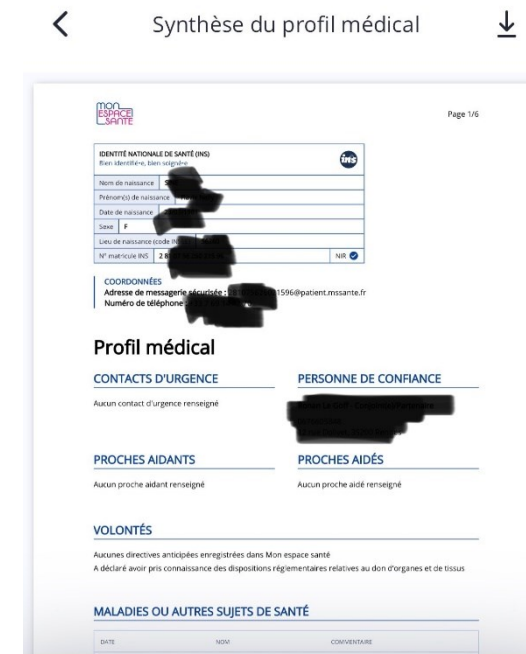 Synthèse du profil médical
mon
ESPACE
SANTÉ
Page 1/6
IDENTITÉ NATIONALE DE SANTÉ (INS)
Bien identifié·e, bien soigné·e
ins
Nom de naissance
Prénom(s) de naissance
Date de naissance
Sexe F
Lieu de naissance (code
N° matricule INS 2
NIR
COORDONNÉES
Adresse de messagerie sécurisée : 1596@patient.mssante.fr
Numéro de téléphone
Profil médical
CONTACTS D'URGENCE
Aucun contact d'urgence renseigné
PERSONNE DE CONFIANCE
PROCHES AIDANTS
Aucun proche aidant renseigné
PROCHES AIDÉS
Aucun proche aidé renseigné
VOLONTÉS
Aucunes directives anticipées enregistrées dans Mon espace santé
A déclaré avoir pris connaissance des dispositions réglementaires relatives au don d'organes et de tissus
MALADIES OU AUTRES SUJETS DE SANTÉ
DATE NOM COMMENTAIRE